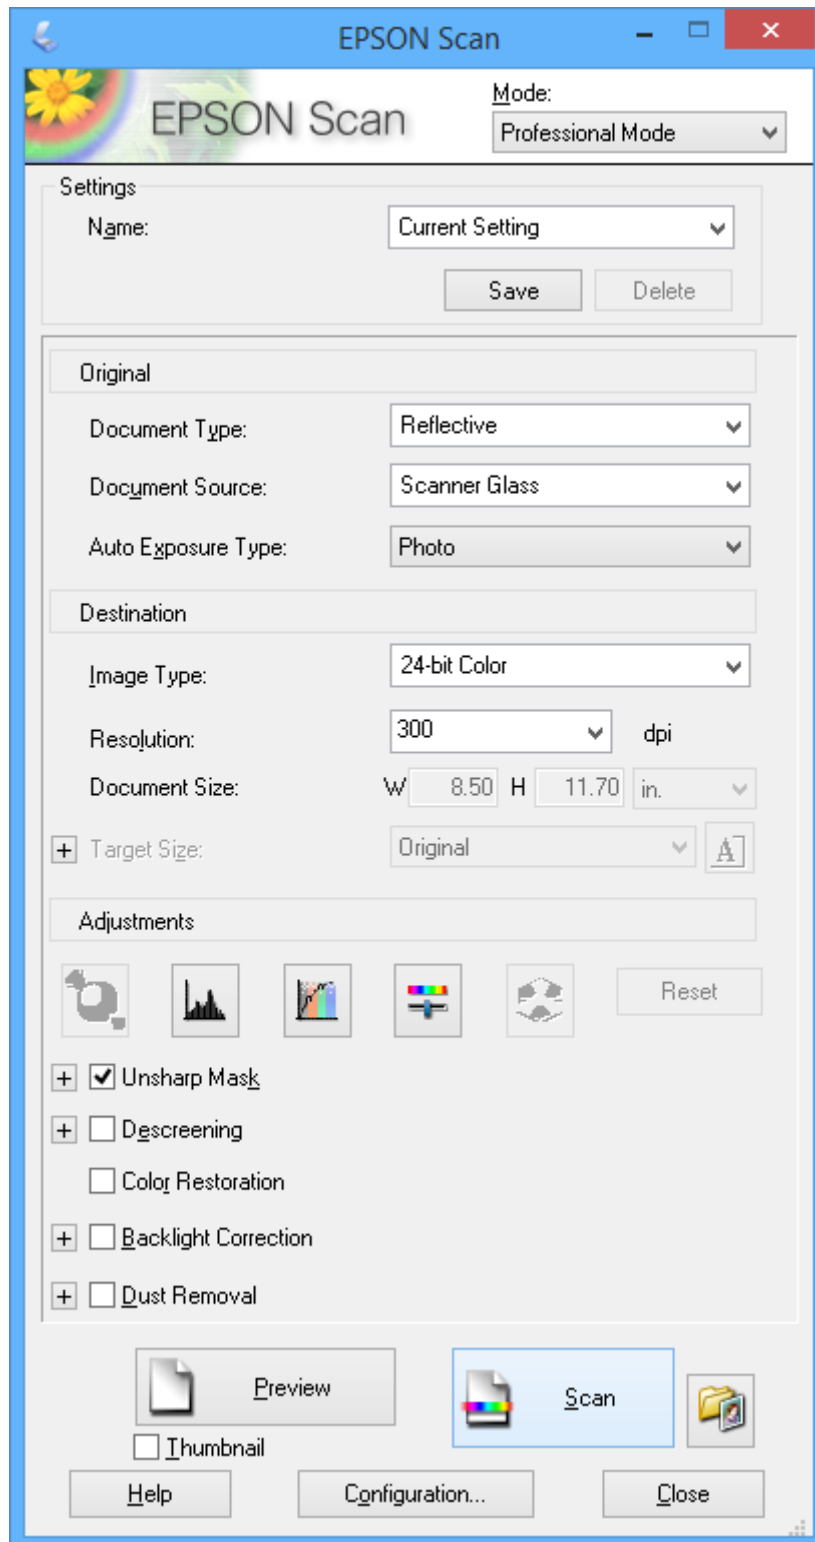 EPSON Scan
EPSON Scan
Mode:
Professional Mode
Settings
Name: Current Setting
Save Delete
Original
Document Type: Reflective
Document Source: Scanner Glass
Auto Exposure Type: Photo
Destination
Image Type: 24-bit Color
Resolution: 300 dpi
Document Size: W 8.50 H 11.70 in.
+ Target Size: Original A
Adjustments
Reset
+ Unsharp Mask
+ Descreening
Color Restoration
+ Backlight Correction
+ Dust Removal
Preview Scan
Thumbnail
Help Configuration... Close